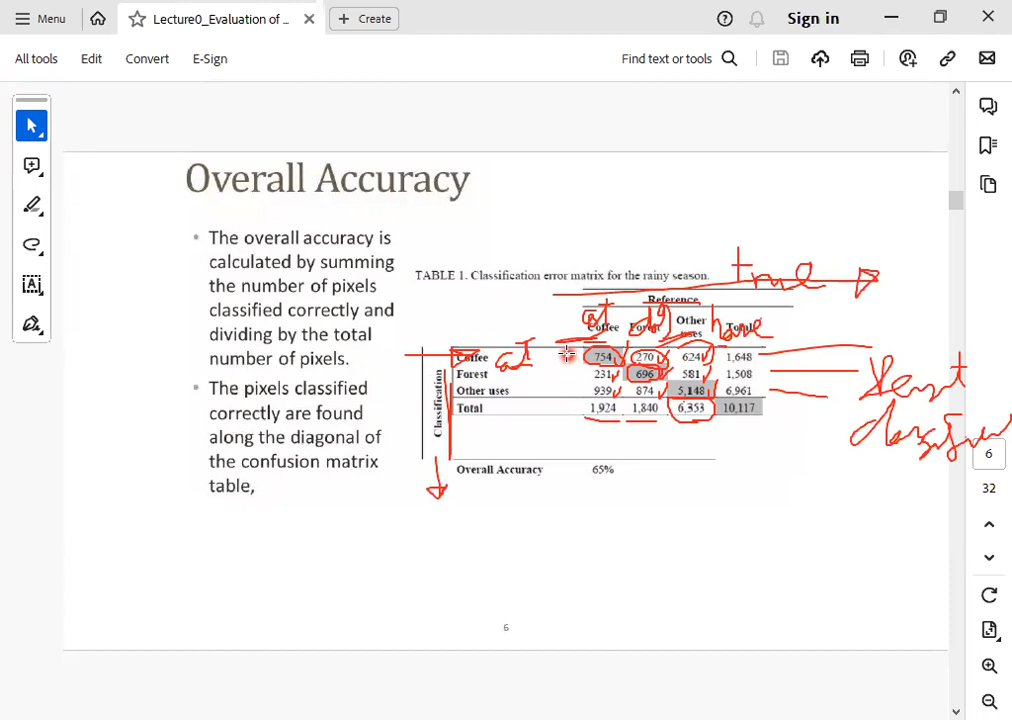 Menu
Lecture0_Evaluation of ...
Create
Sign in
All tools
Edit
Convert
E-Sign
Find text or tools
Overall Accuracy
• The overall accuracy is
calculated by summing
the number of pixels
classified correctly and
dividing by the total
number of pixels.
• The pixels classified
correctly are found
along the diagonal of
the confusion matrix
table,
TABLE 1. Classification error matrix for the rainy season.
true
Reference
Coffee Forest Other uses Total
dog
Classification
Coffee 754 270 624 1,648
Forest 231 696 581 1,508
Other uses 939 874 5,148 6,961
Total 1,924 1,840 6,353 10,117
Overall Accuracy 65%
6
6
32